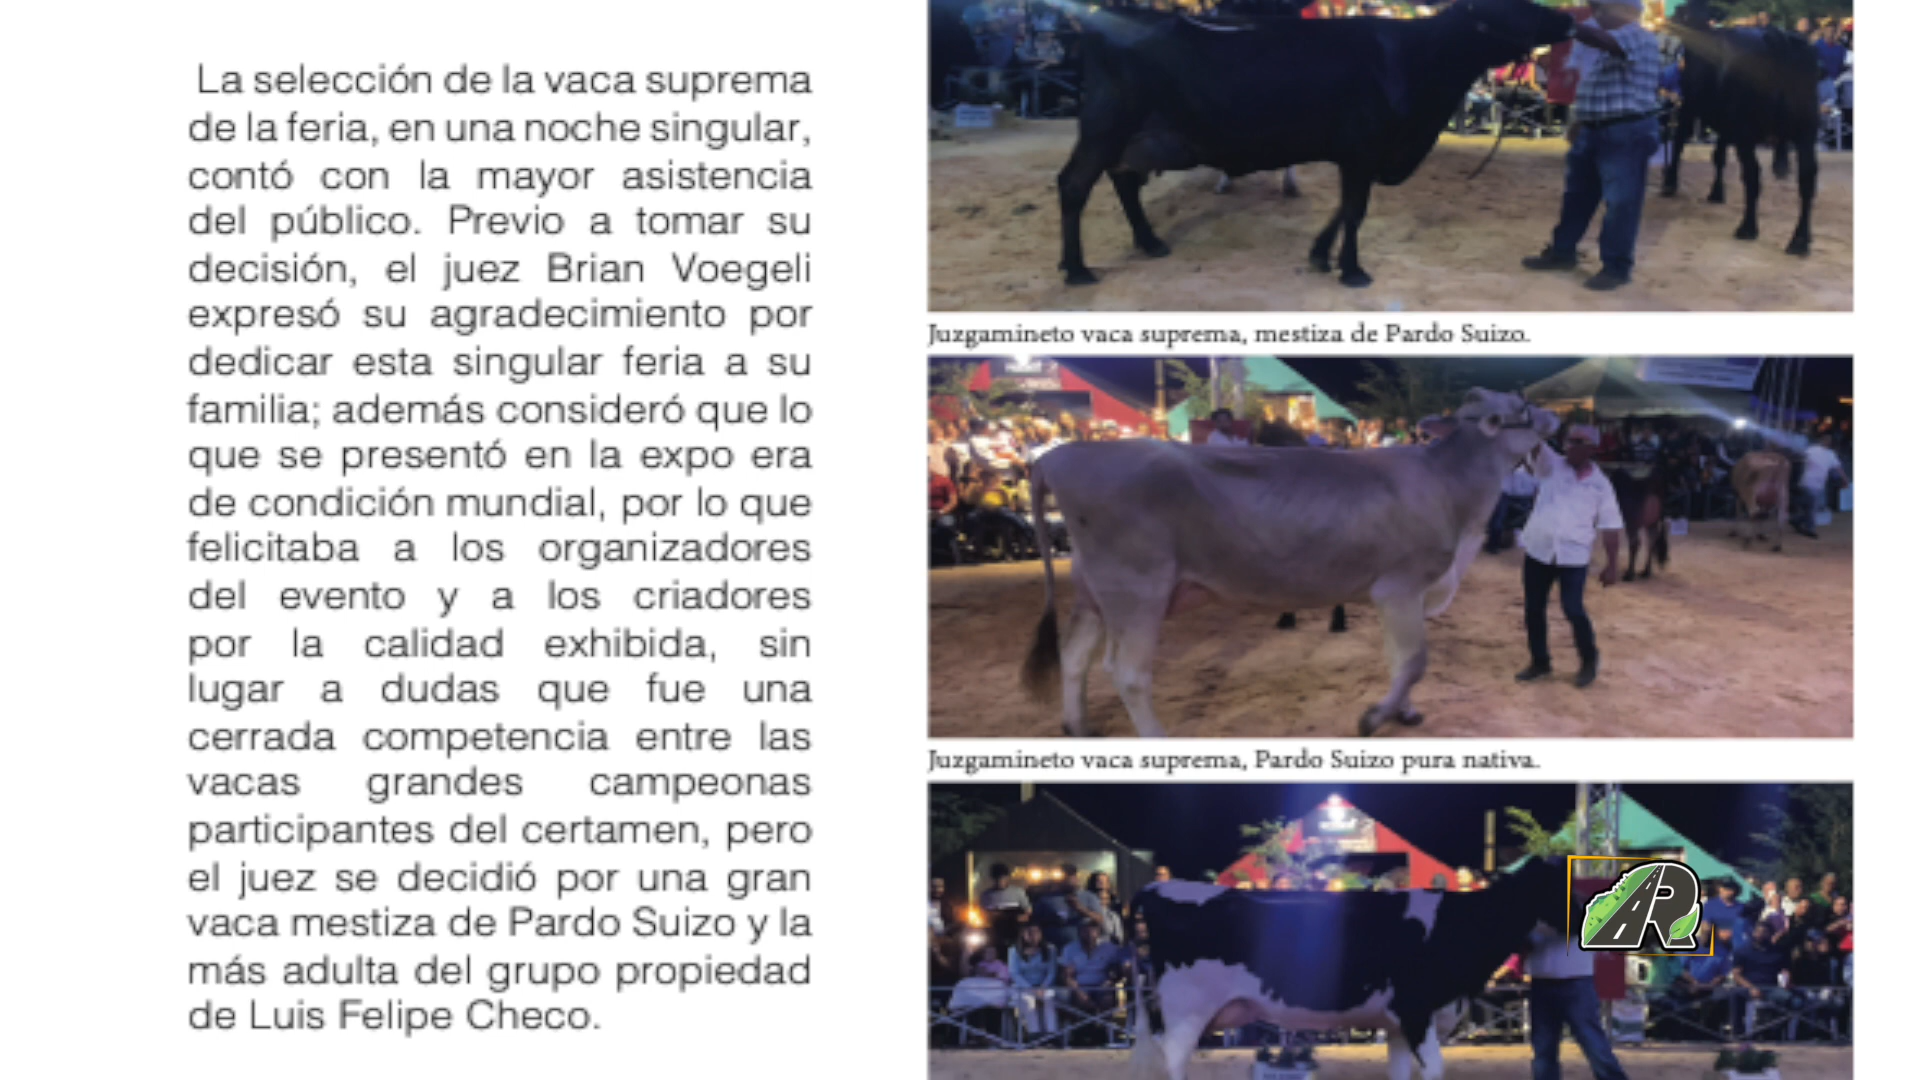 La selección de la vaca suprema
de la feria, en una noche singular,
contó con la mayor asistencia
del público. Previo a tomar su
decisión, el juez Brian Voegeli
expresó su agradecimiento por
dedicar esta singular feria a su
familia; además consideró que lo
que se presentó en la expo era
de condición mundial, por lo que
felicitaba a los organizadores
del evento y a los criadores
por la calidad exhibida, sin
lugar a dudas que fue una
cerrada competencia entre las
vacas grandes campeonas
participantes del certamen, pero
el juez se decidió por una gran
vaca mestiza de Pardo Suizo y la
más adulta del grupo propiedad
de Luis Felipe Checo.
Juzgamineto vaca suprema, mestiza de Pardo Suizo.
Juzgamineto vaca suprema, Pardo Suizo pura nativa.
AR